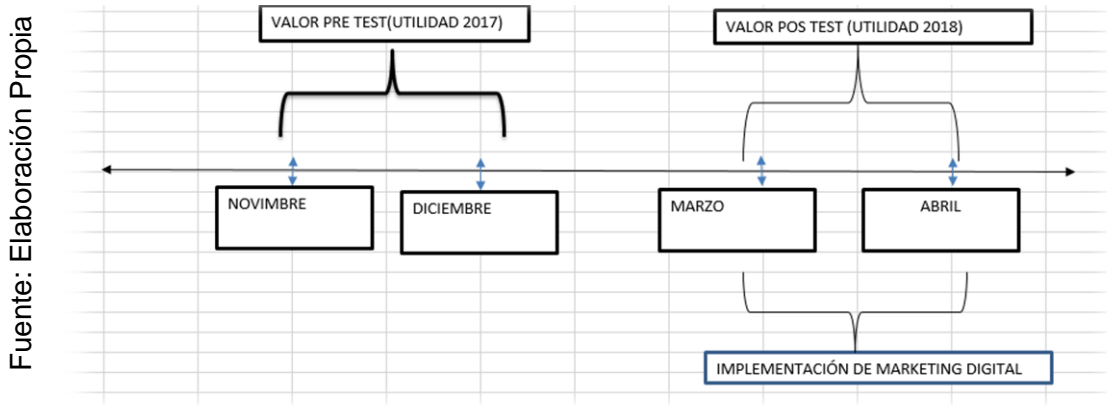 Fuente: Elaboración Propia
VALOR PRE TEST(UTILIDAD 2017)
VALOR POS TEST (UTILIDAD 2018)
NOVIMBRE
DICIEMBRE
MARZO
ABRIL
IMPLEMENTACIÓN DE MARKETING DIGITAL